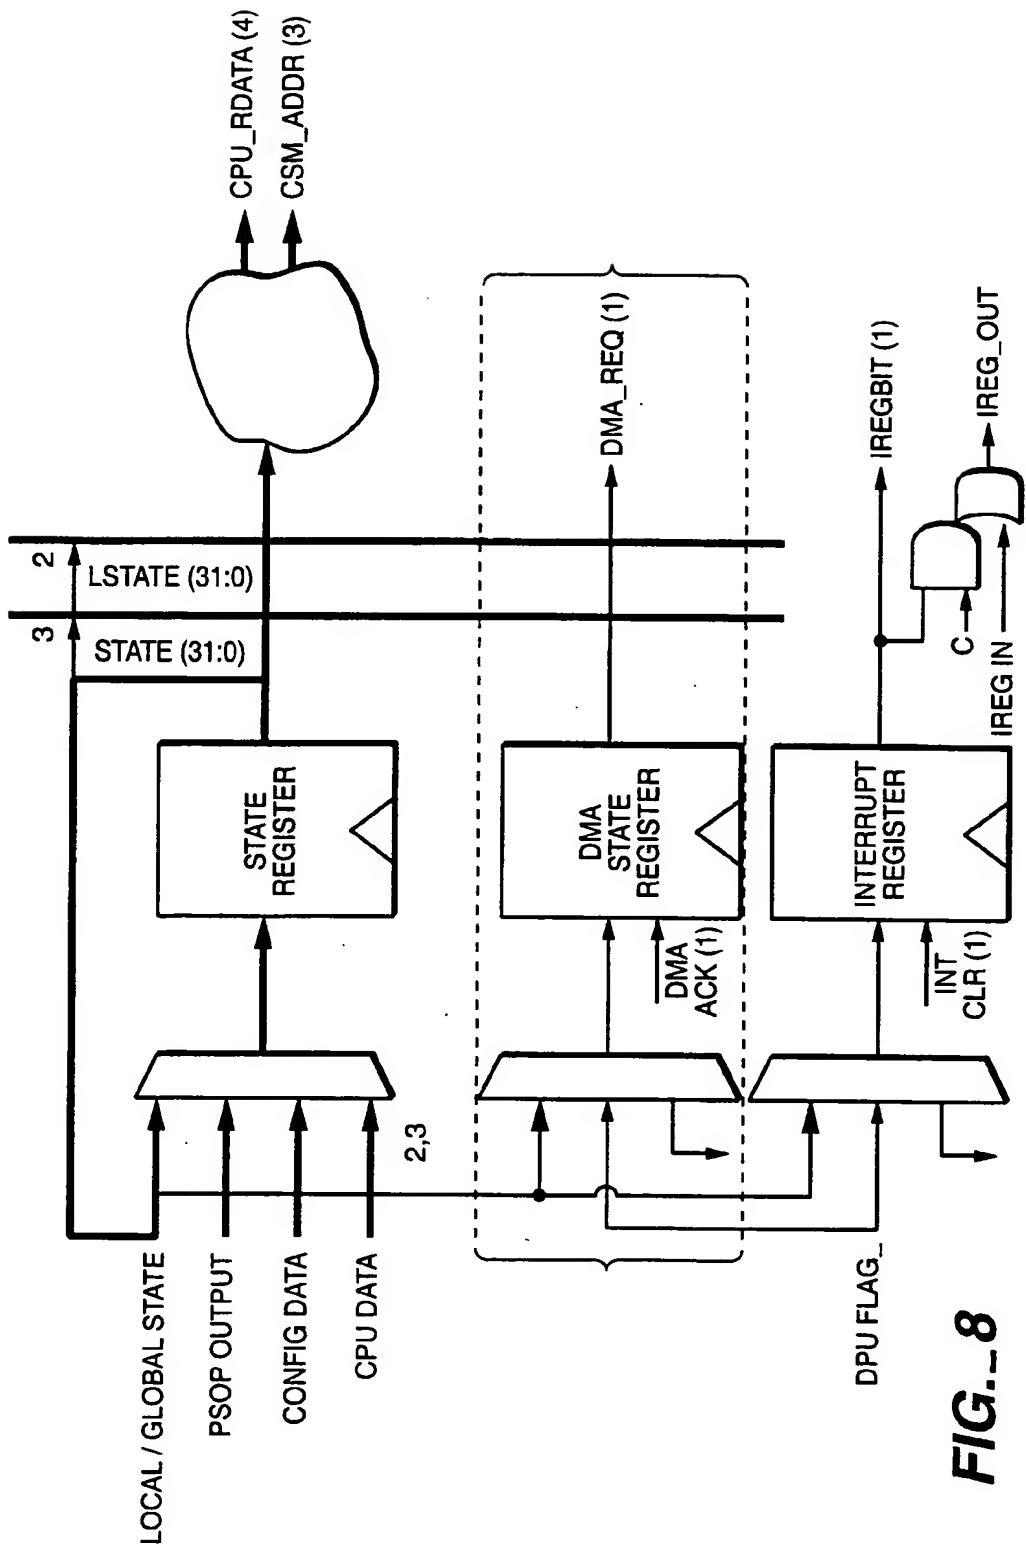 CPU_RDATA (4)
CSM_ADDR (3)
2
LSTATE (31:0)
3
STATE (31:0)
STATE
REGISTER
2,3
LOCAL / GLOBAL STATE
PSOP OUTPUT
CONFIG DATA
CPU DATA
DMA_REQ (1)
DMA
STATE
REGISTER
DMA
ACK (1)
IREGBIT (1)
IREG_OUT
C
IREG IN
INTERRUPT
REGISTER
INT
CLR (1)
DPU FLAG_
FIG._8